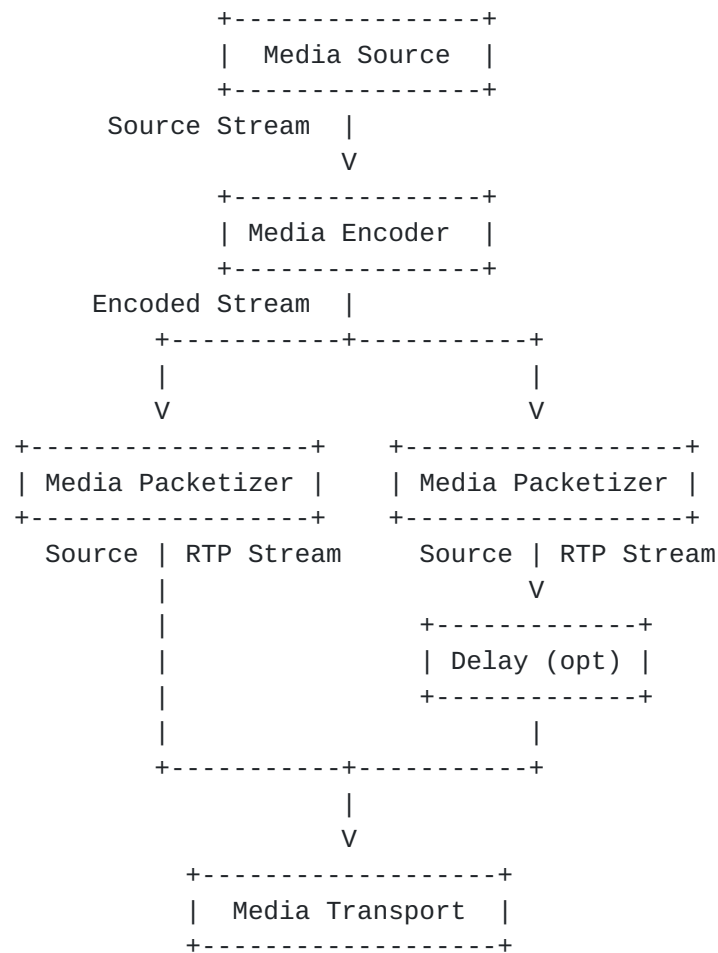 +----------------+
|  Media Source  |
+----------------+
Source Stream  |
V
+----------------+
| Media Encoder  |
+----------------+
Encoded Stream  |
+-----------+-----------+
|                       |
V                       V
+------------------+    +------------------+
| Media Packetizer |    | Media Packetizer |
+------------------+    +------------------+
Source | RTP Stream     Source | RTP Stream
|                       V
|                +-------------+
|                | Delay (opt) |
|                +-------------+
|                       |
+-----------+-----------+
|
V
+-------------------+
|  Media Transport  |
+-------------------+